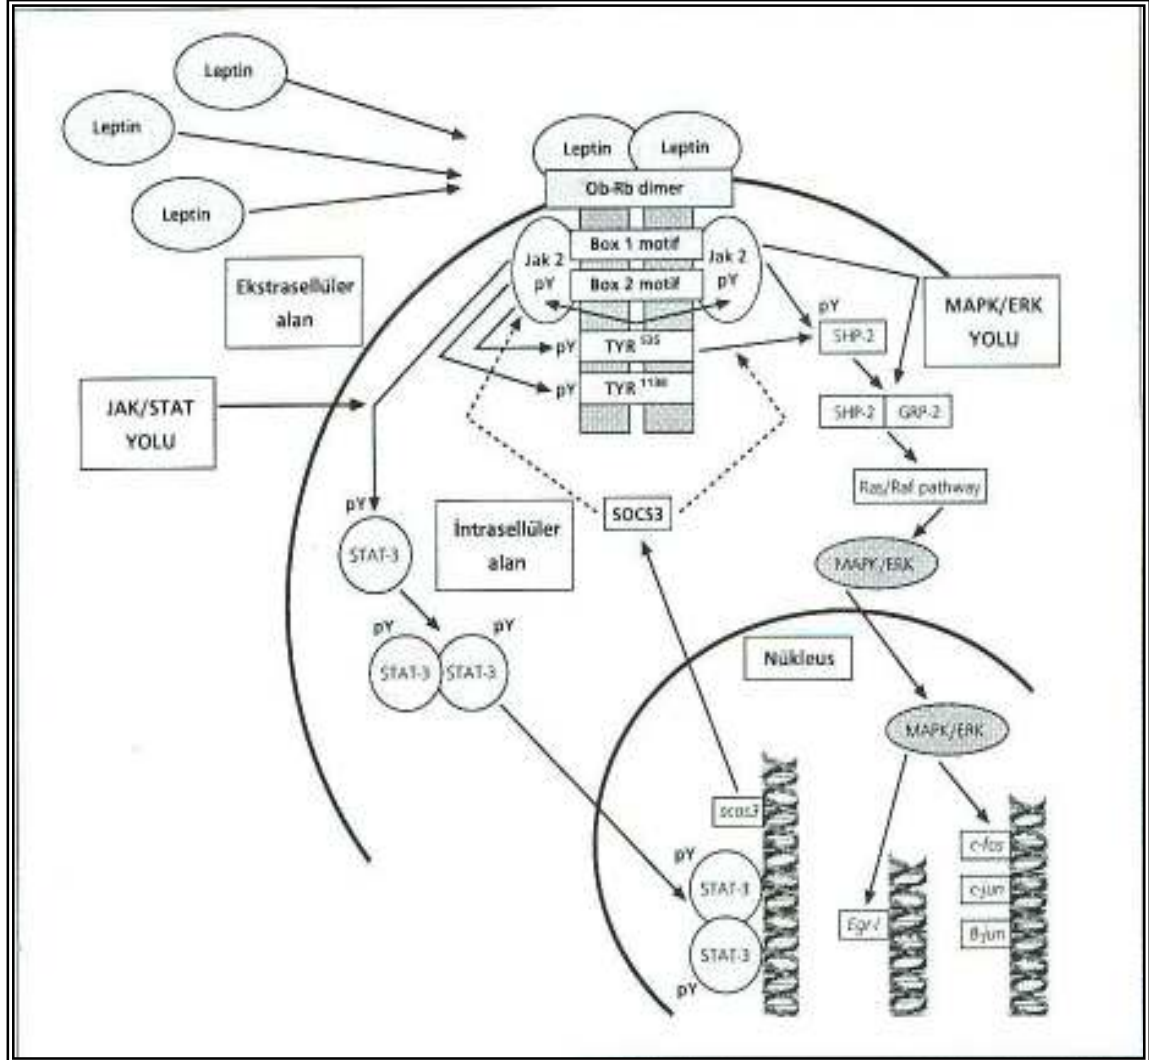 Leptin
Leptin
Leptin
Leptin
Leptin
Ob-Rb dimer
Box 1 motif
Box 2 motif
Jak 2
pY
Jak 2
pY
Ekstrasellüler
alan
JAK/STAT
YOLU
MAPK/ERK
YOLU
pY
TYR
pY
TYR
pY
SHP-2
SHP-2
GRP-2
Ras/Raf pathway
MAPK/ERK
SOCS3
İntrasellüler
alan
pY
STAT-3
pY
pY
STAT-3
STAT-3
Nükleus
MAPK/ERK
c-fos
c-jun
Egr-I
pY
STAT-3
STAT-3
pY